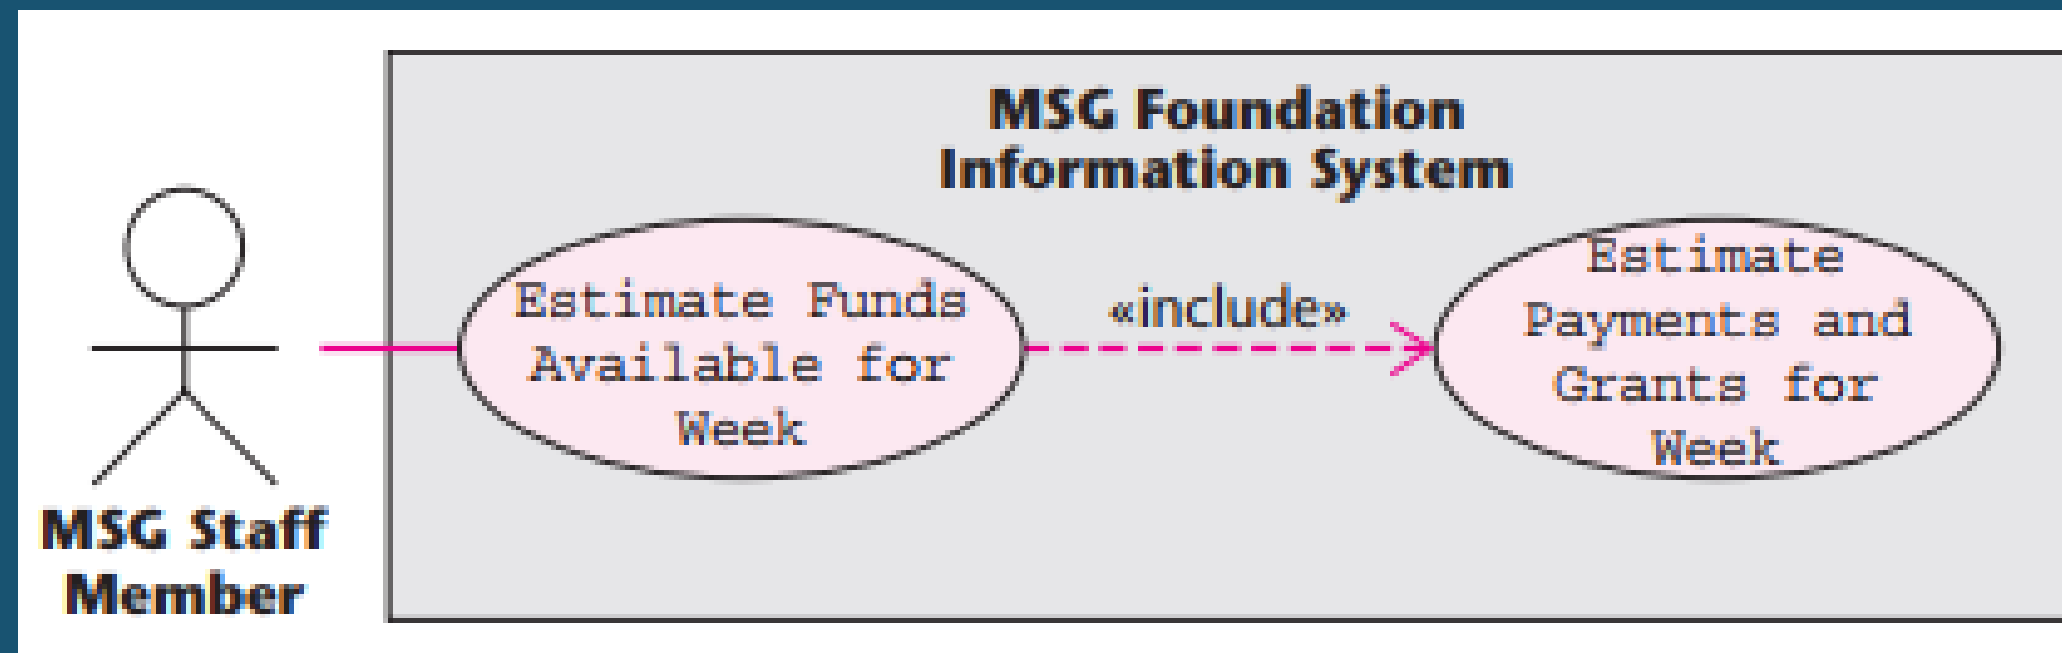 MSG Foundation
Information System
Estimate Funds
Available for
Week
«include»
Estimate
Payments and
Grants for
Week
MSG Staff
Member